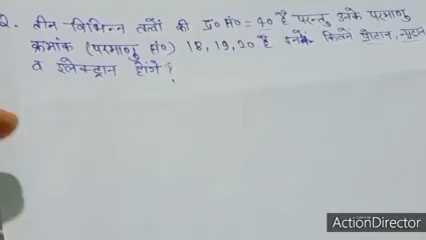 2. तीन विभिन्न तत्वों की द्र० सं० = 40 है परन्तु उनके परमाणु
क्रमांक (परमाणु सं०) 18, 19, 20 है इनमें कितने प्रोटान, न्यूट्रान
व इलेक्ट्रान होंगे ?
ActionDirector